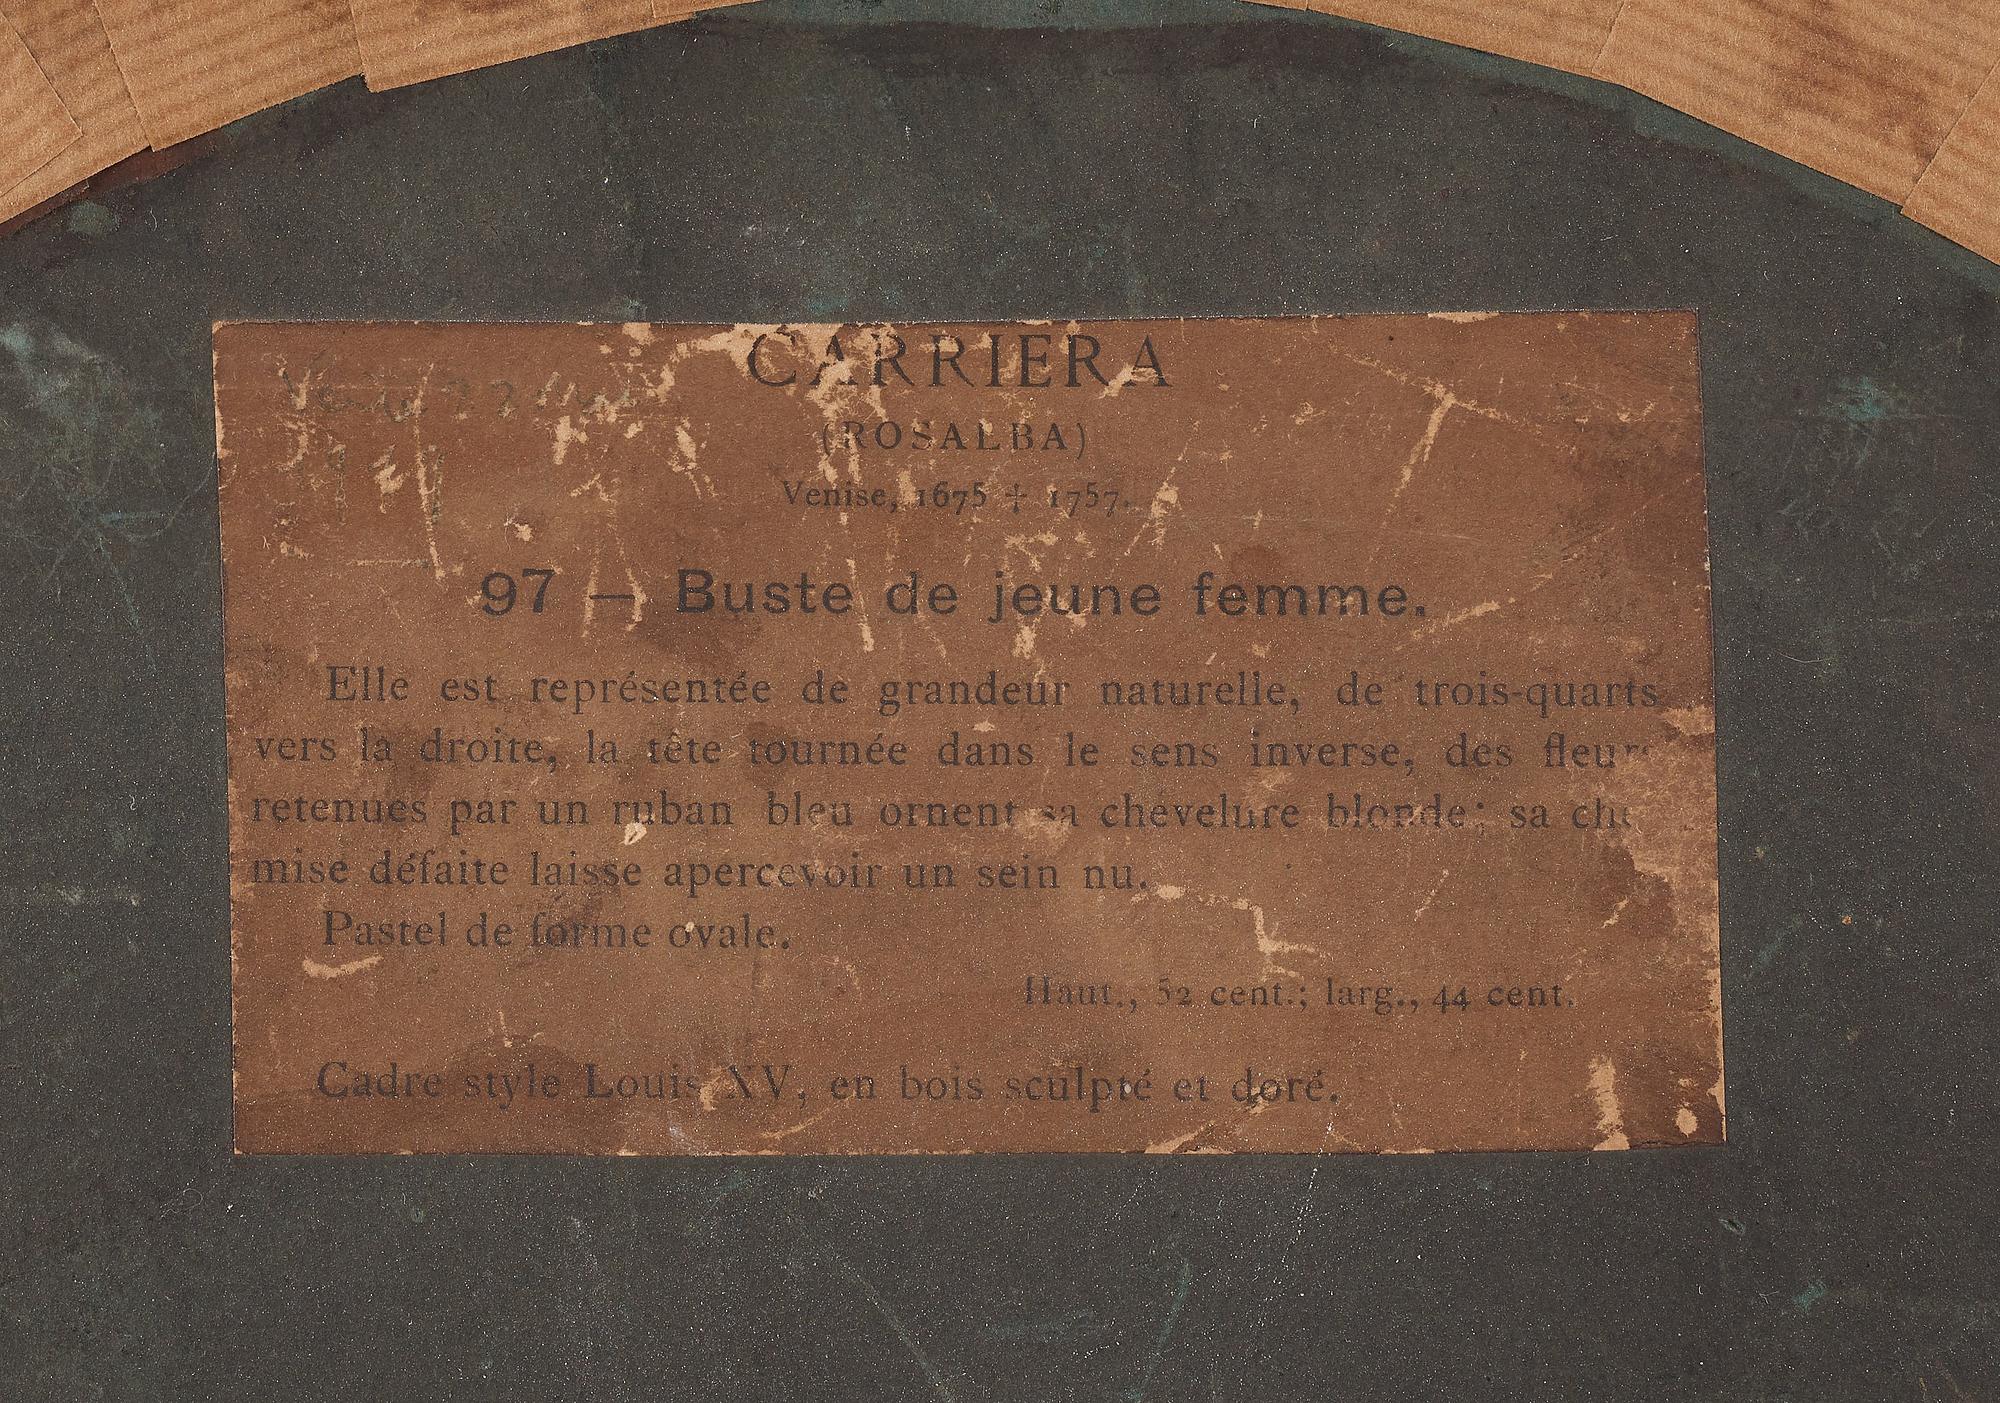 CARRIERA
(ROSALBA)
Venise, 1675 + 1757.
97 — Buste de jeune femme.
Elle est représentée de grandeur naturelle, de trois-quarts
vers la droite, la tête tournée dans le sens inverse, des fleurs
retenues par un ruban bleu ornent sa chevelure blonde; sa che
mise défaite laisse apercevoir un sein nu.
Pastel de forme ovale.
Haut., 52 cent.; larg., 44 cent.
Cadre style Louis XV, en bois sculpté et doré.